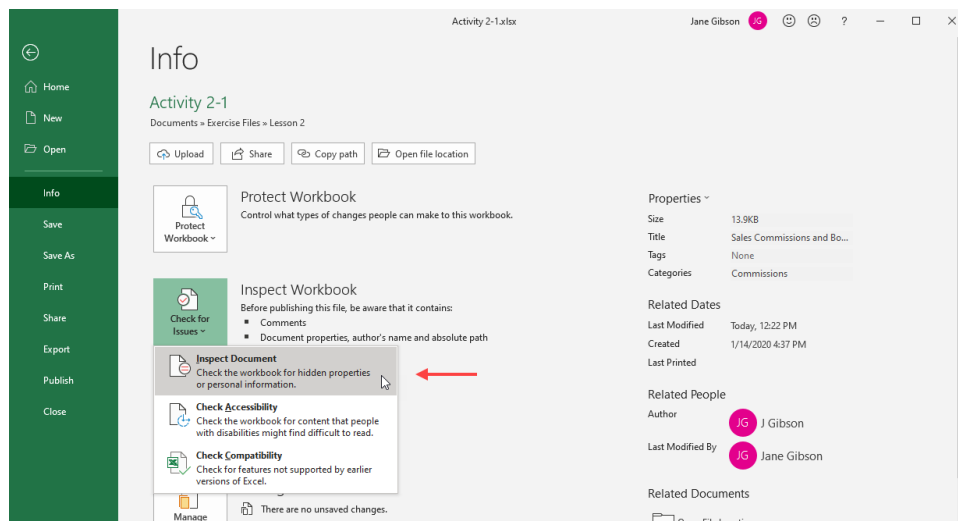 Activity 2-1.xlsx
Jane Gibson
JG
?
Home
New
Open
Info
Save
Save As
Print
Share
Export
Publish
Close
Info
Activity 2-1
Documents » Exercise Files » Lesson 2
Upload
Share
Copy path
Open file location
Protect
Workbook
Protect Workbook
Control what types of changes people can make to this workbook.
Check for
Issues
Inspect Workbook
Before publishing this file, be aware that it contains:
Comments
Document properties, author's name and absolute path
Inspect Document
Check the workbook for hidden properties
or personal information.
Check Accessibility
Check the workbook for content that people
with disabilities might find difficult to read.
Check Compatibility
Check for features not supported by earlier
versions of Excel.
Manage
There are no unsaved changes.
Properties
Size 13.9KB
Title Sales Commissions and Bo...
Tags None
Categories Commissions
Related Dates
Last Modified Today, 12:22 PM
Created 1/14/2020 4:37 PM
Last Printed
Related People
Author JG J Gibson
Last Modified By JG Jane Gibson
Related Documents